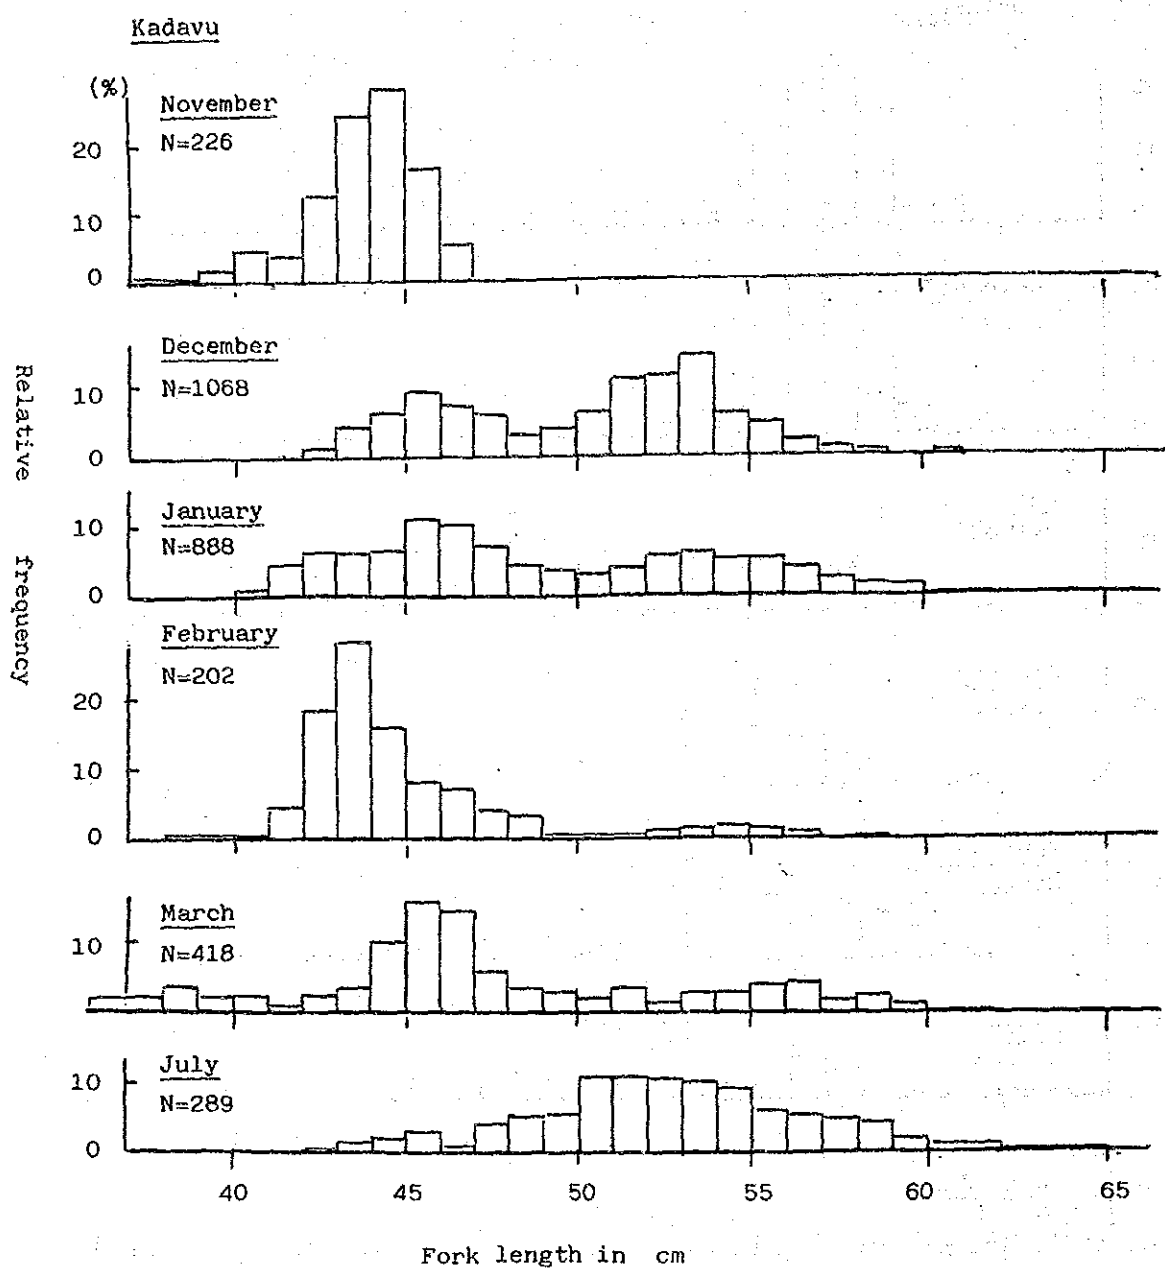 Kadavu
(%)
November
N=226
20
10
0
December
N=1068
10
0
January
N=888
10
0
February
N=202
20
10
0
March
N=418
10
July
N=289
10
0
Relative frequency
40 45 50 55 60 65
Fork length in cm